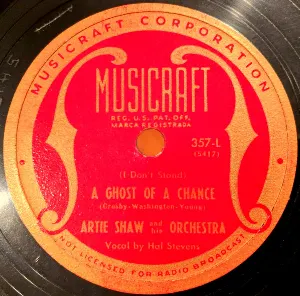 MUSICRAFT CORPORATION
MUSICRAFT
REG. U.S. PAT. OFF.
MARCA REGISTRADA
357-L
(5417)
(I Don't Stand)
A GHOST OF A CHANCE
(Crosby-Washington-Young)
ARTIE SHAW and his ORCHESTRA
Vocal by Hal Stevens
NOT LICENSED FOR RADIO BROADCAST